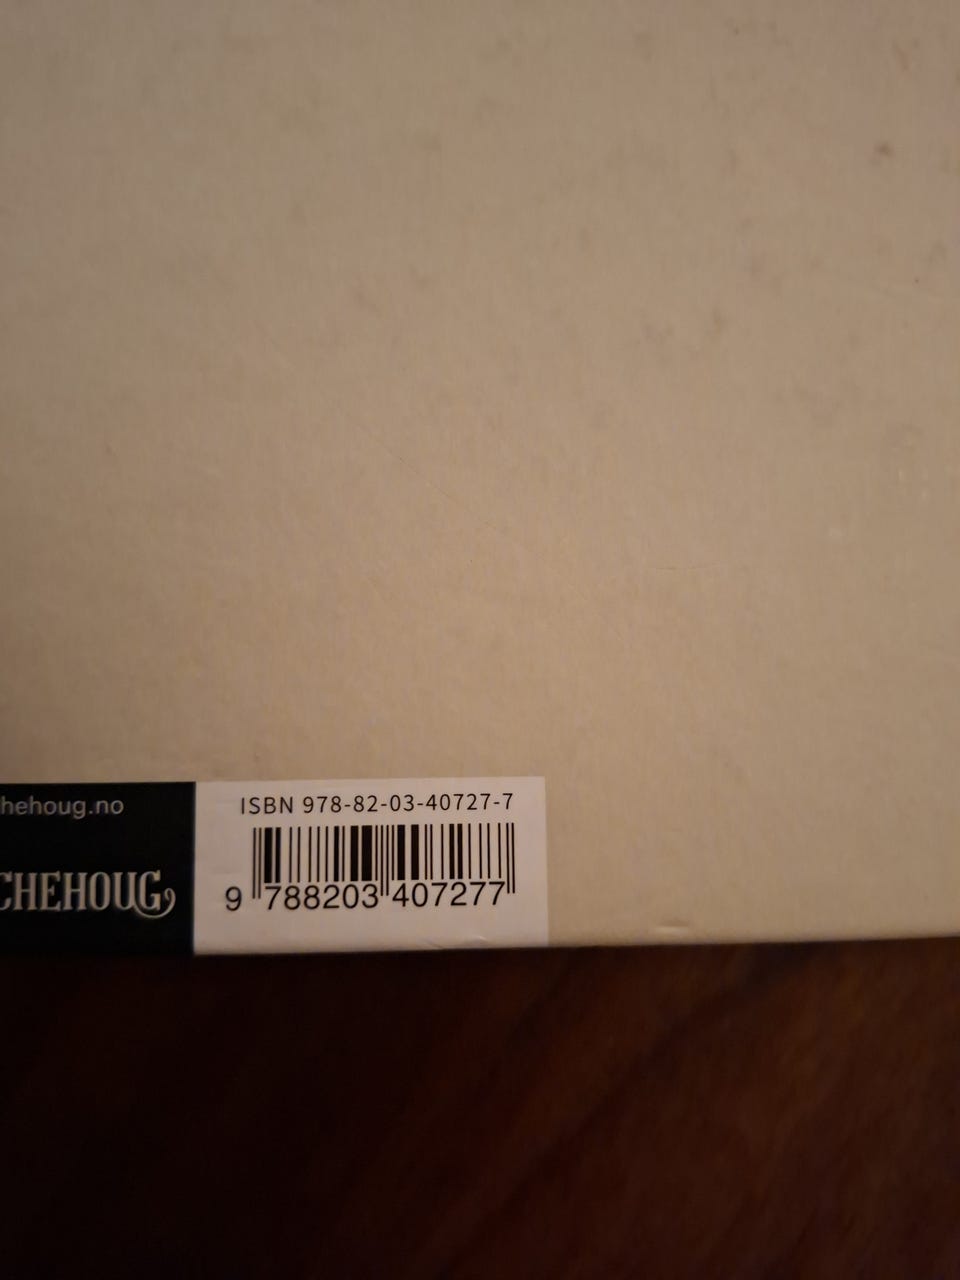 hehoug.no
CHEHOUG
ISBN 978-82-03-40727-7
9 788203 407277